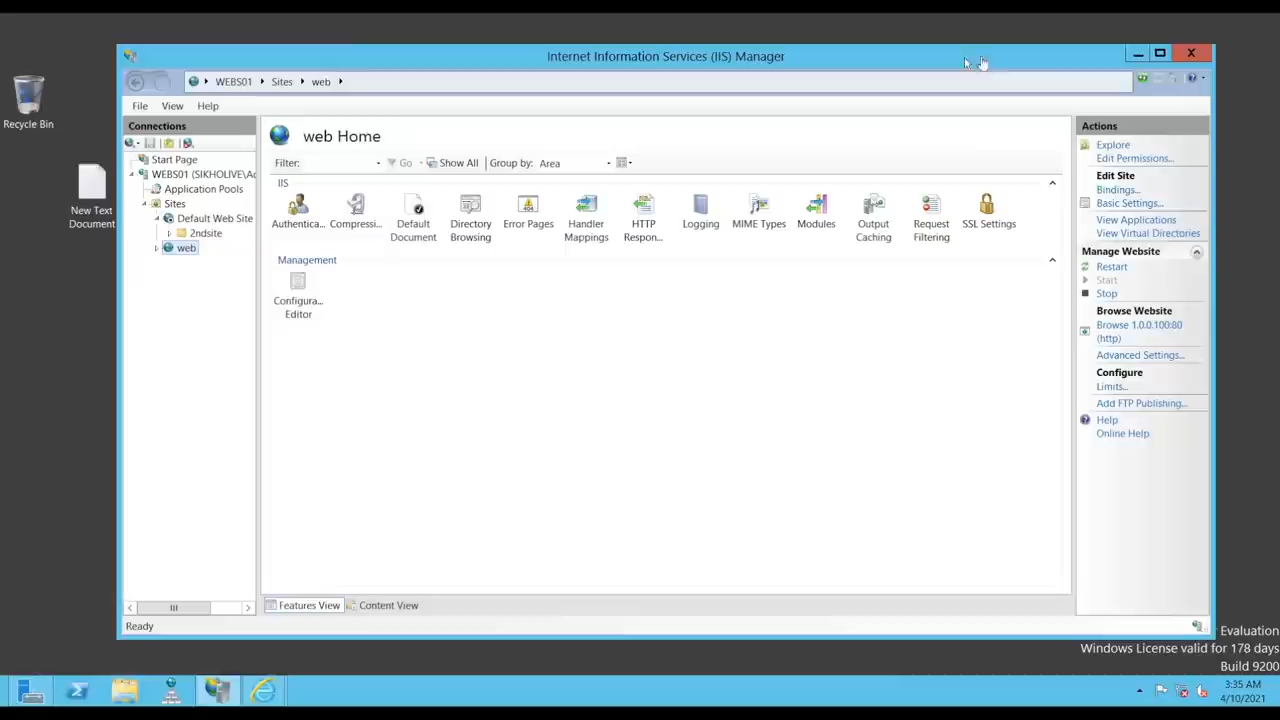 Internet Information Services (IIS) Manager
WEBS01
Sites
web
File
View
Help
Recycle Bin
New Text
Document
Connections
Start Page
WEBS01 (SIKHOLIVE\Ac
Application Pools
Sites
Default Web Site
2ndsite
web
web Home
Filter:
Go
Show All
Group by:
Area
IIS
Authentica...
Compressi...
Default
Document
Directory
Browsing
Error Pages
Handler
Mappings
HTTP
Respon...
Logging
MIME Types
Modules
Output
Caching
Request
Filtering
SSL Settings
Management
Configura...
Editor
Features View
Content View
Actions
Explore
Edit Permissions...
Edit Site
Bindings...
Basic Settings...
View Applications
View Virtual Directories
Manage Website
Restart
Start
Stop
Browse Website
Browse 1.0.0.100:80
(http)
Advanced Settings...
Configure
Limits...
Add FTP Publishing...
Help
Online Help
Ready
Evaluation
Windows License valid for 178 days
Build 9200
3:35 AM
4/10/2021